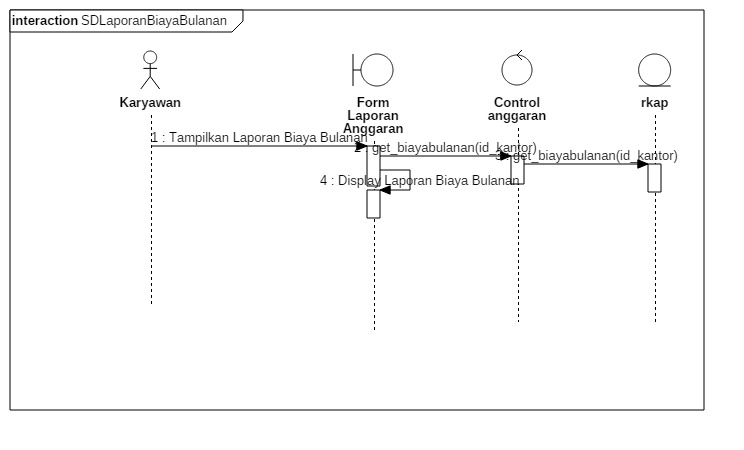 interaction SDLaporanBiayaBulanan
Karyawan
Form
Laporan
Anggaran
Control
anggaran
rkap
1 : Tampilkan Laporan Biaya Bulanan
2 : get_biayabulanan(id_kantor)
3 : get_biayabulanan(id_kantor)
4 : Display Laporan Biaya Bulanan